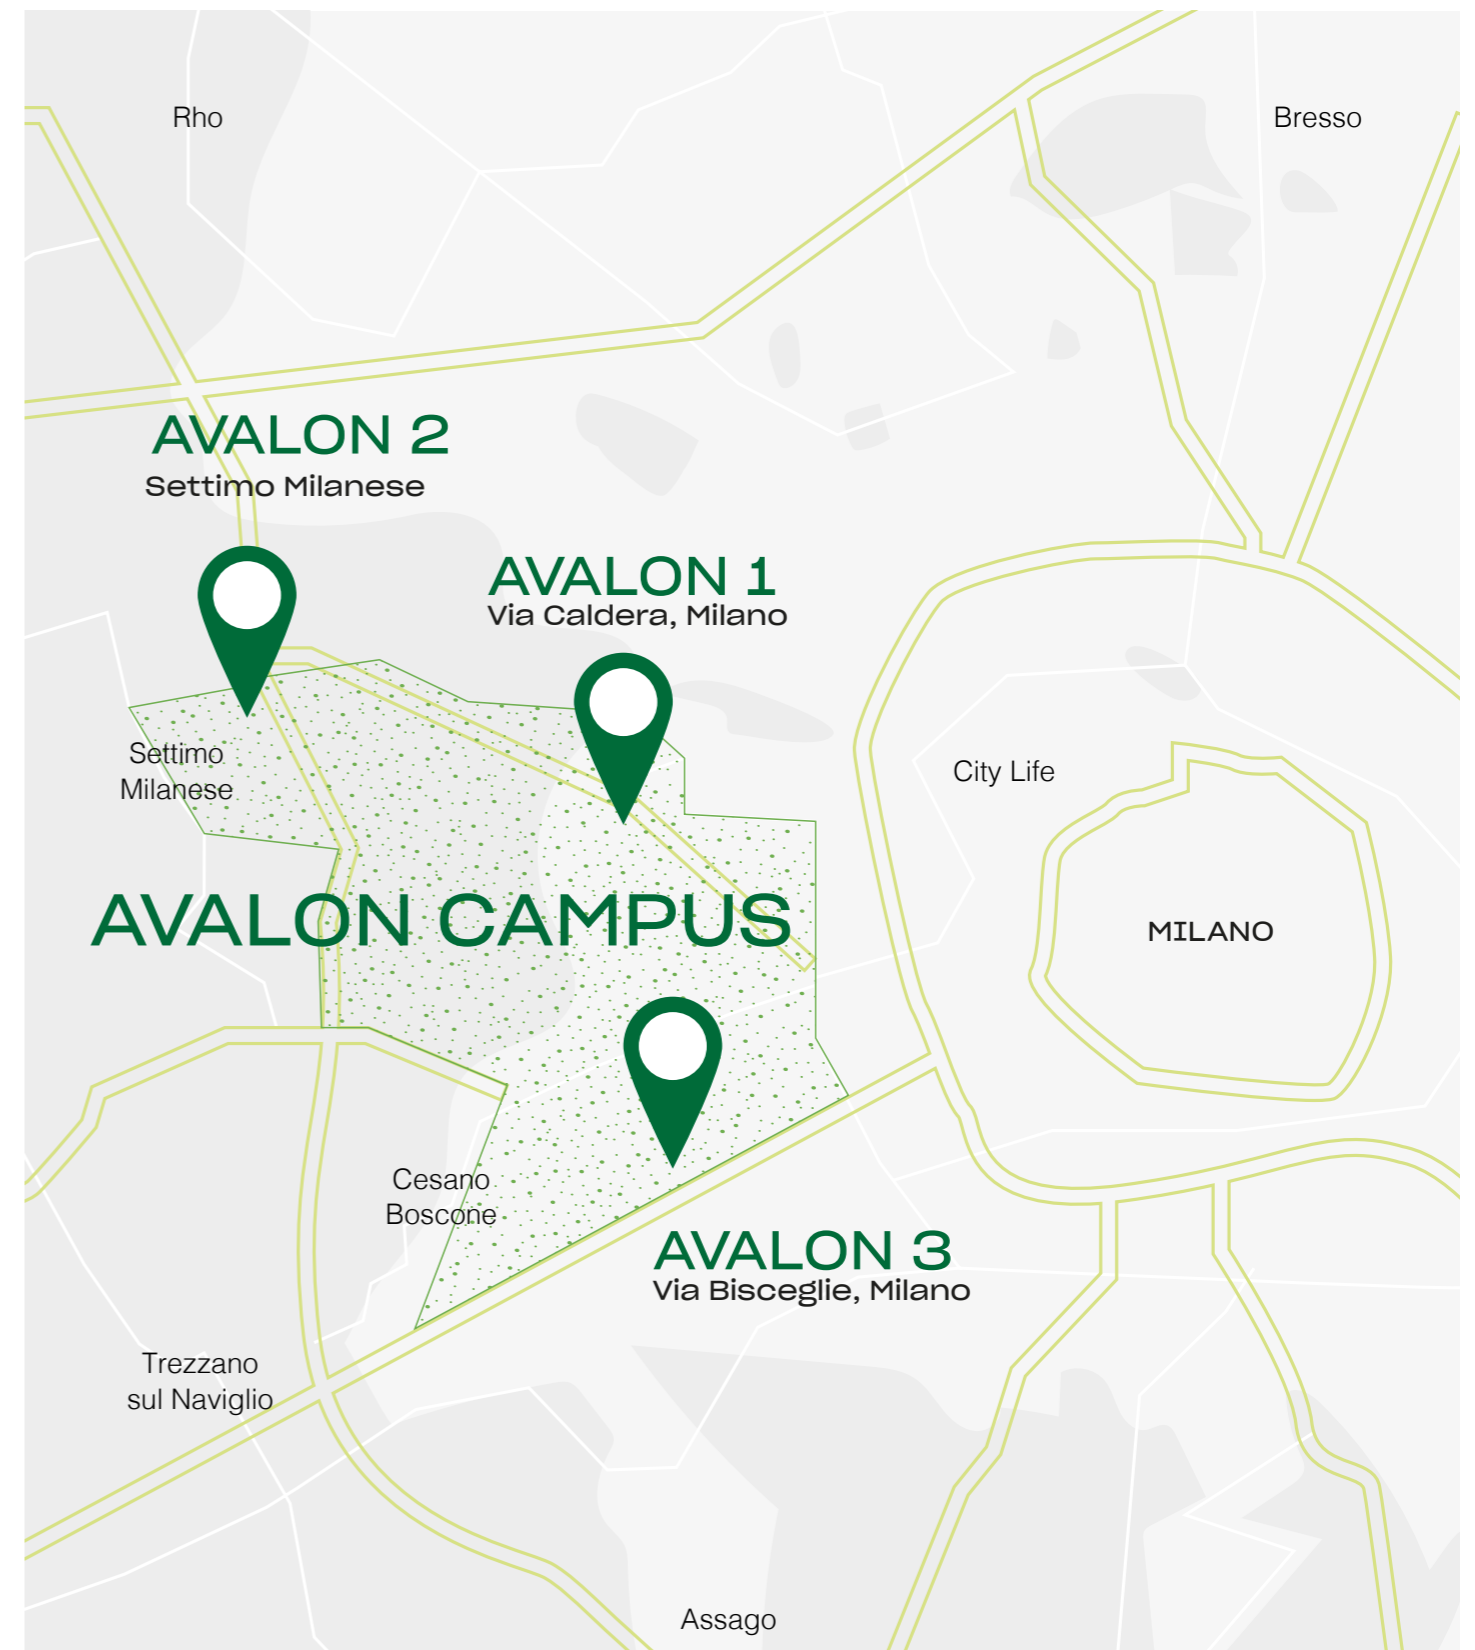 Rho
Bresso
AVALON 2
Settimo Milanese
AVALON 1
Via Caldera, Milano
Settimo
Milanese
City Life
AVALON CAMPUS
MILANO
Cesano
Boscone
AVALON 3
Via Bisceglie, Milano
Trezzano
sul Naviglio
Assago